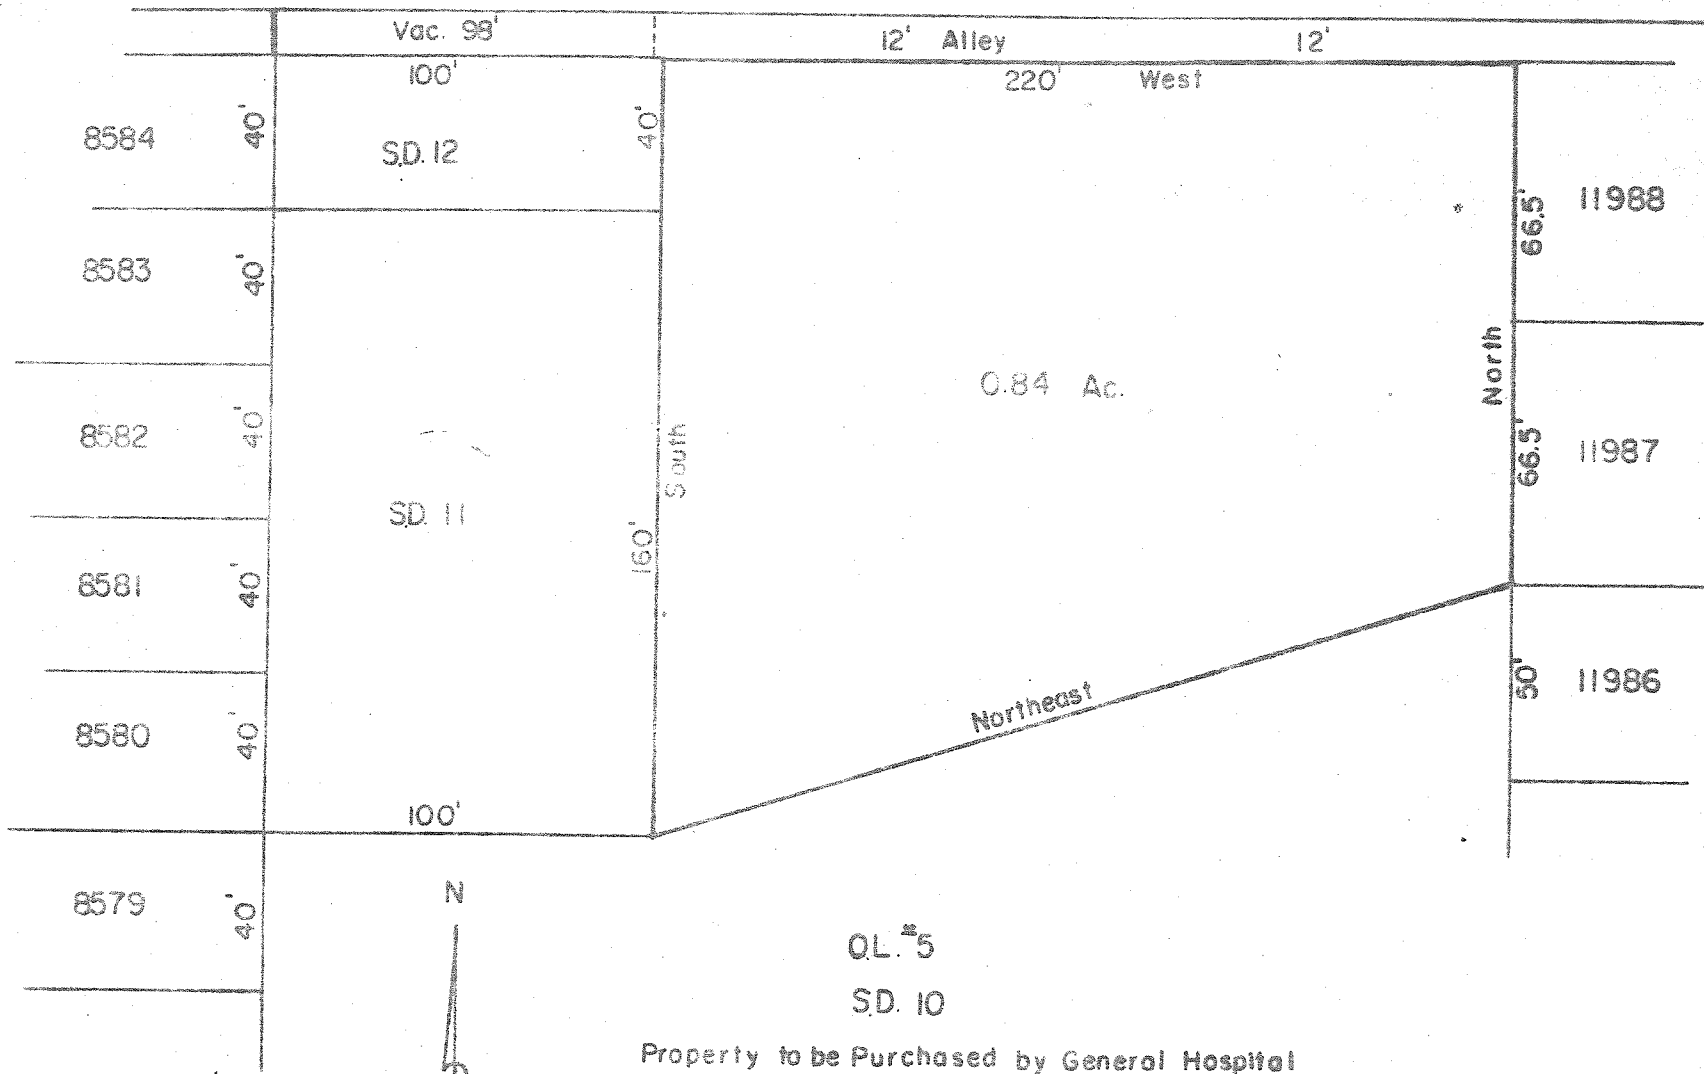 Vac. 98'
12' Alley 12'
100'
220' West
8584
40'
S.D. 12
40'
66.5'
11988
8583
40'
North
0.84 Ac.
8582
40'
South
66.5'
11987
S.D. 11
160'
8581
40'
8580
40'
Northeast
50'
11986
100'
8579
40'
N
O.L. #5
S.D. 10
Property to be Purchased by General Hospital